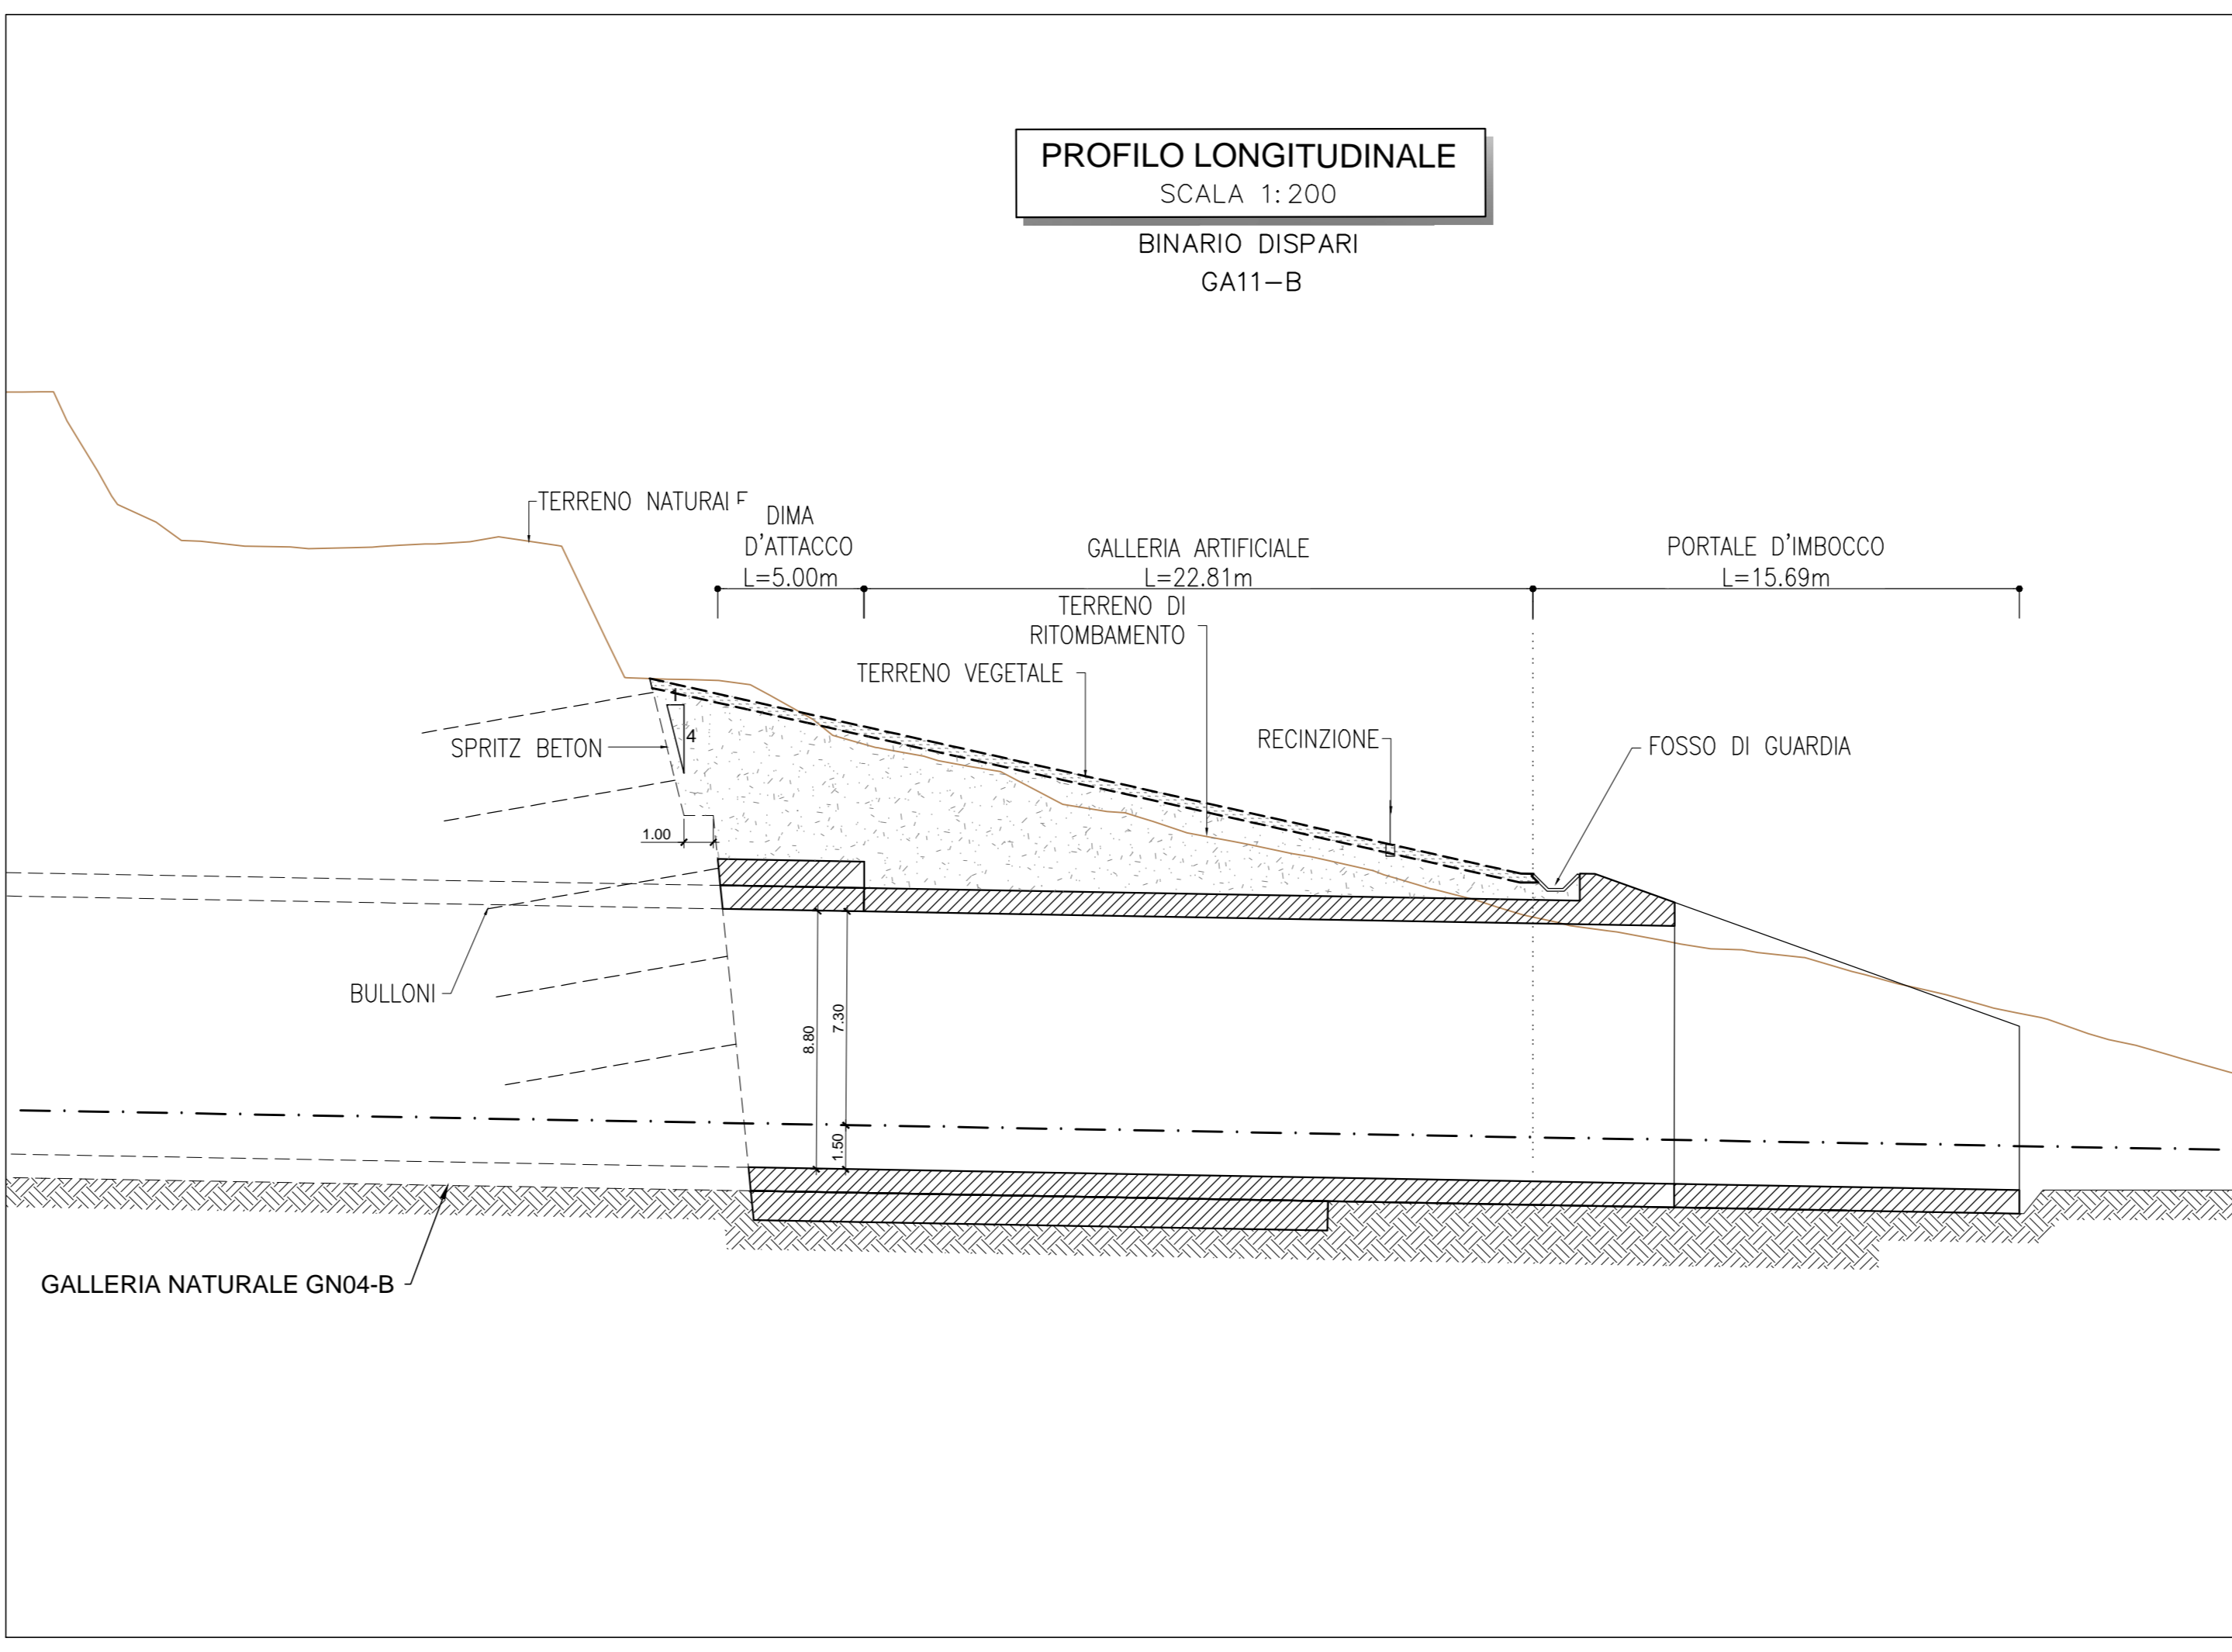 PROFILO LONGITUDINALE
SCALA 1:200
BINARIO DISPARI
GA11-B
TERRENO NATURALE
DIMA
D'ATTACCO
L=5.00m
GALLERIA ARTIFICIALE
L=22.81m
PORTALE D'IMBOCCO
L=15.69m
TERRENO DI
RITOMBAMENTO
TERRENO VEGETALE
1
4
SPRITZ BETON
RECINZIONE
FOSSO DI GUARDIA
1.00
BULLONI
8.80
7.30
1.50
GALLERIA NATURALE GN04-B